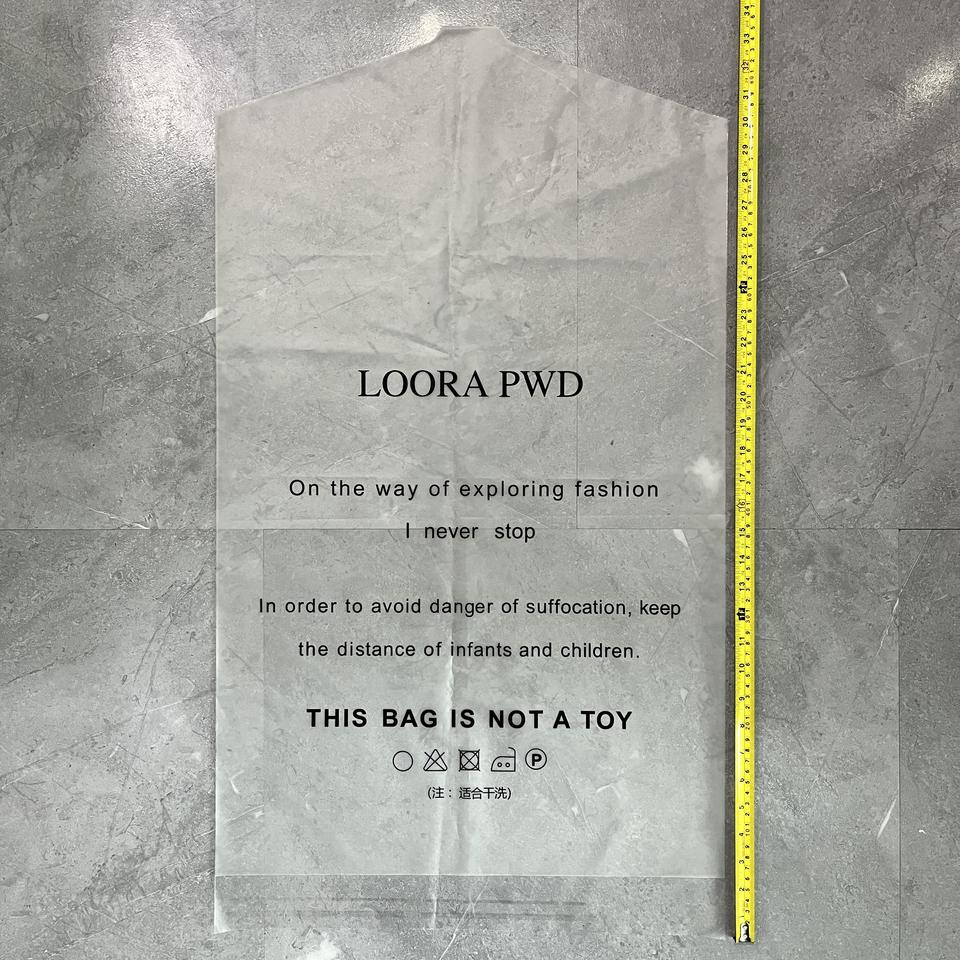 LOORA PWD
On the way of exploring fashion
I never stop
In order to avoid danger of suffocation, keep
the distance of infants and children.
THIS BAG IS NOT A TOY
P
(注：适合干洗)